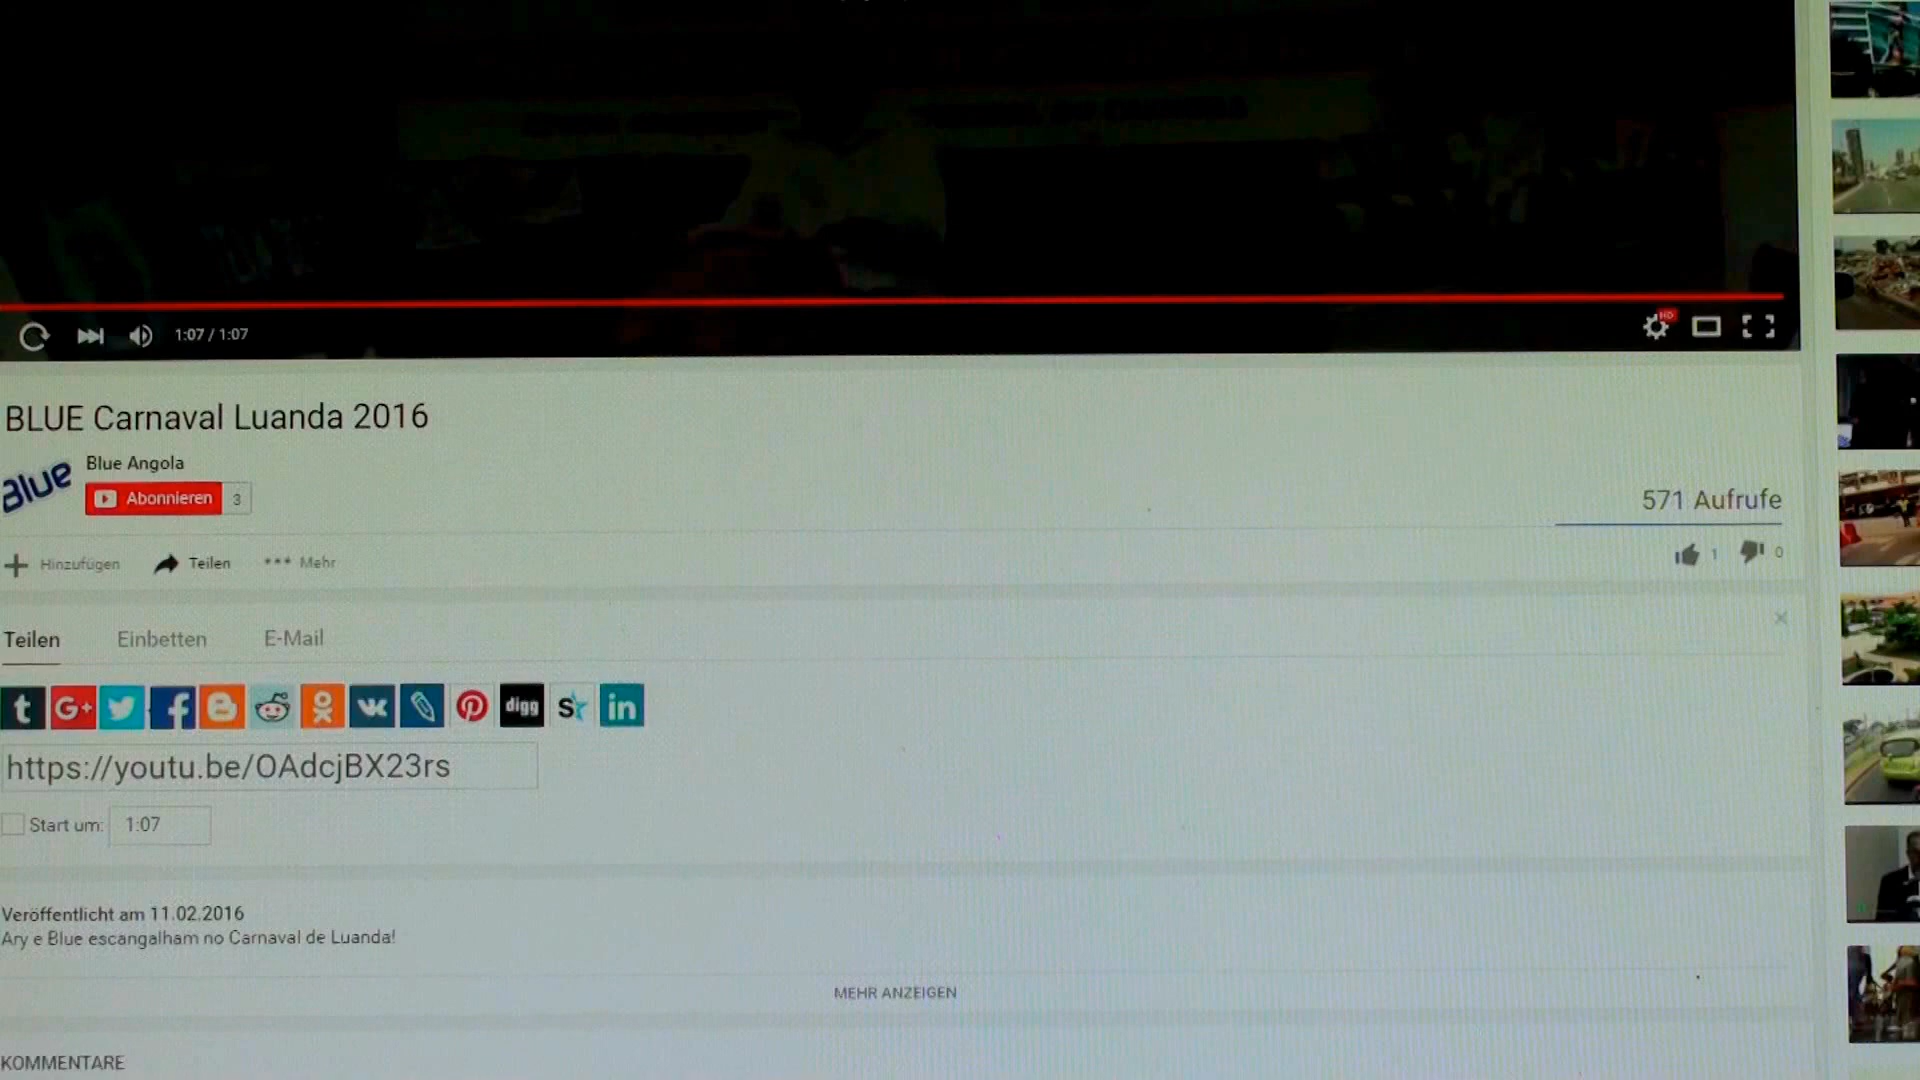 1:07 / 1:07
HD
BLUE Carnaval Luanda 2016
Blue
Blue Angola
Abonnieren 3
571 Aufrufe
Hinzufügen Teilen Mehr
1 0
Teilen Einbetten E-Mail
digg
https://youtu.be/OAdcjBX23rs
Start um: 1:07
Veröffentlicht am 11.02.2016
Ary e Blue escangalham no Carnaval de Luanda!
MEHR ANZEIGEN
KOMMENTARE